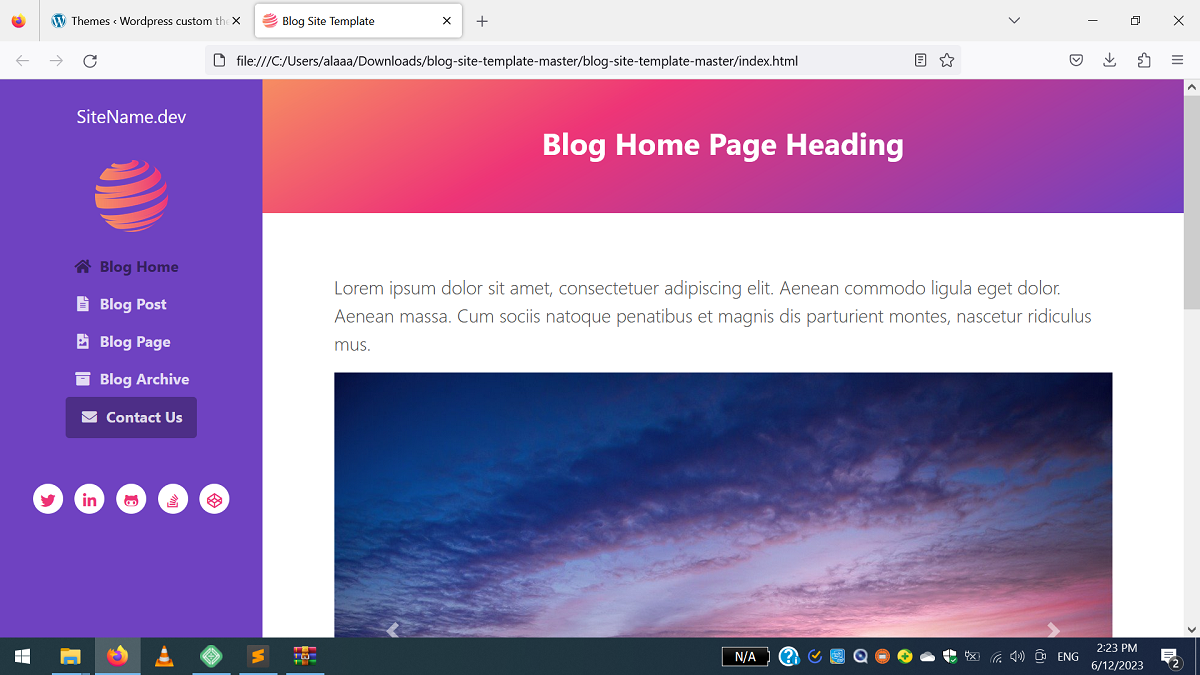 Themes ‹ Wordpress custom the
Blog Site Template
file:///C:/Users/alaaa/Downloads/blog-site-template-master/blog-site-template-master/index.html
SiteName.dev
Blog Home
Blog Post
Blog Page
Blog Archive
Contact Us
Blog Home Page Heading
Lorem ipsum dolor sit amet, consectetuer adipiscing elit. Aenean commodo ligula eget dolor.
Aenean massa. Cum sociis natoque penatibus et magnis dis parturient montes, nascetur ridiculus
mus.
N/A
ENG
2:23 PM
6/12/2023
2